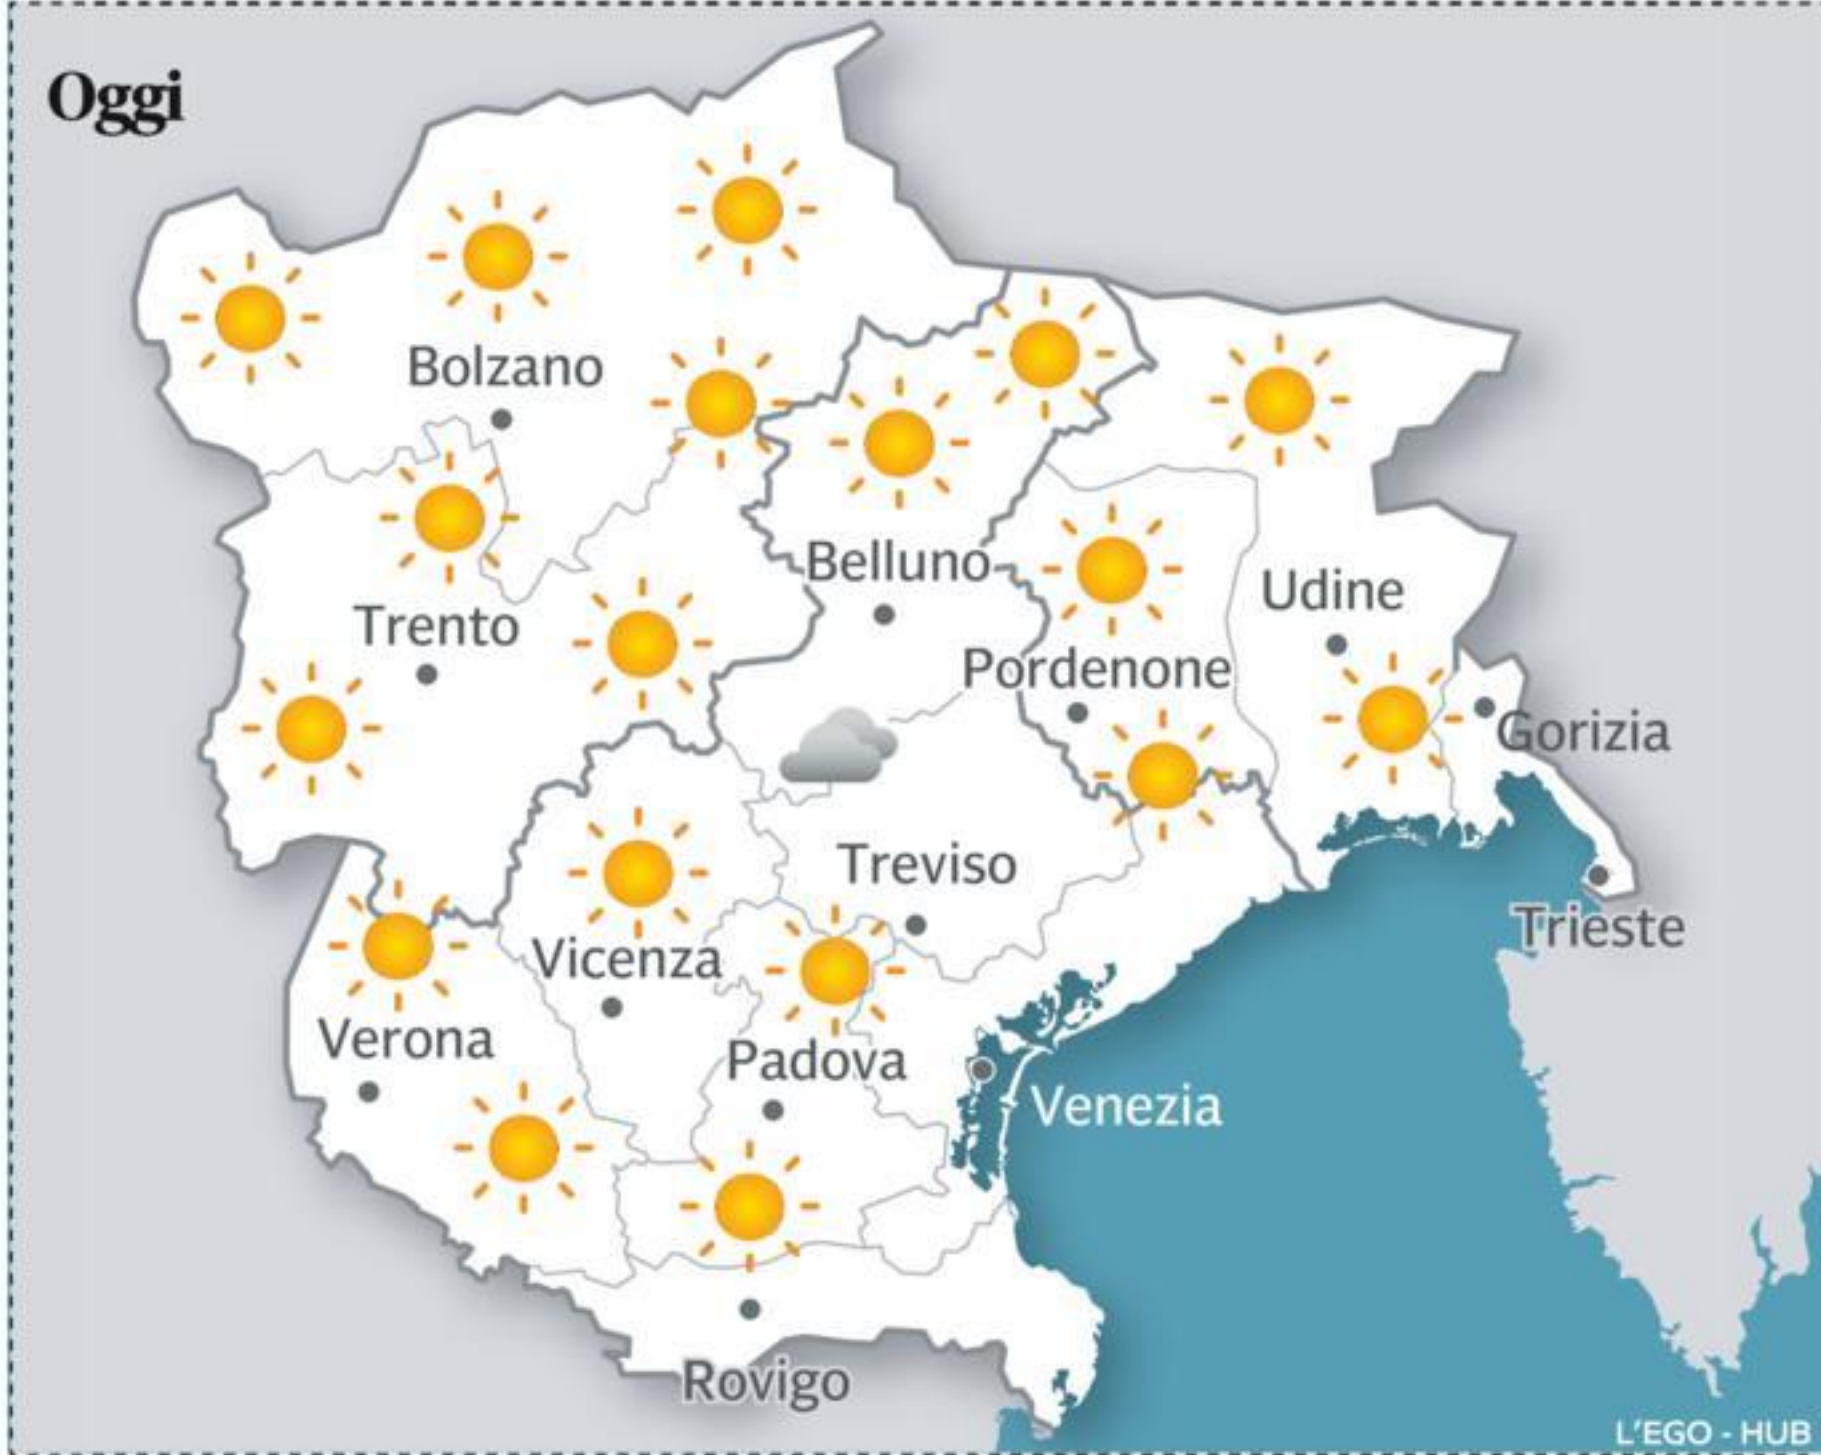 Oggi
Bolzano
Belluno
Udine
Trento
Pordenone
Gorizia
Treviso
Trieste
Vicenza
Verona
Padova
Venezia
Rovigo
L'EGO - HUB